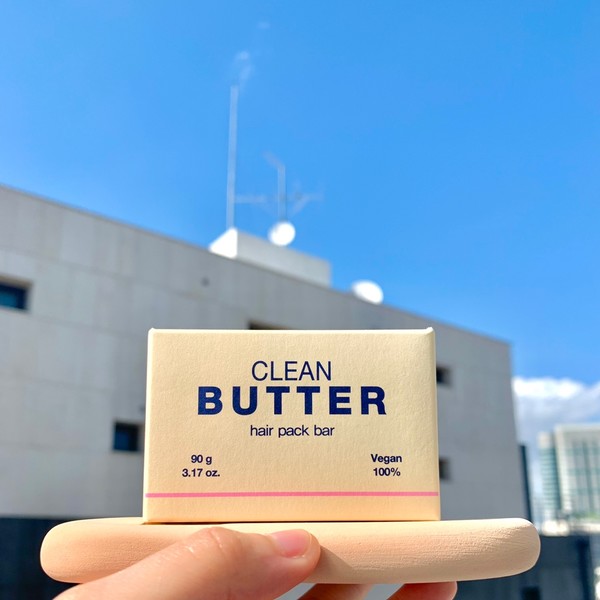 CLEAN
BUTTER
hair pack bar
90 g Vegan
3.17 oz. 100%